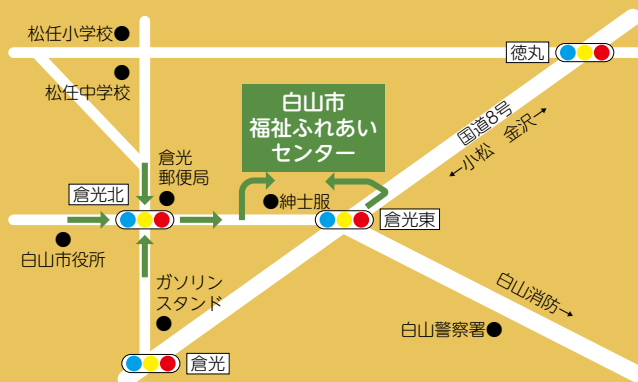 松任小学校
松任中学校
徳丸
白山市
福祉ふれあい
センター
国道8号
←小松 金沢→
倉光
郵便局
倉光北
紳士服
倉光東
白山市役所
ガソリン
スタンド
白山消防→
白山警察署
倉光